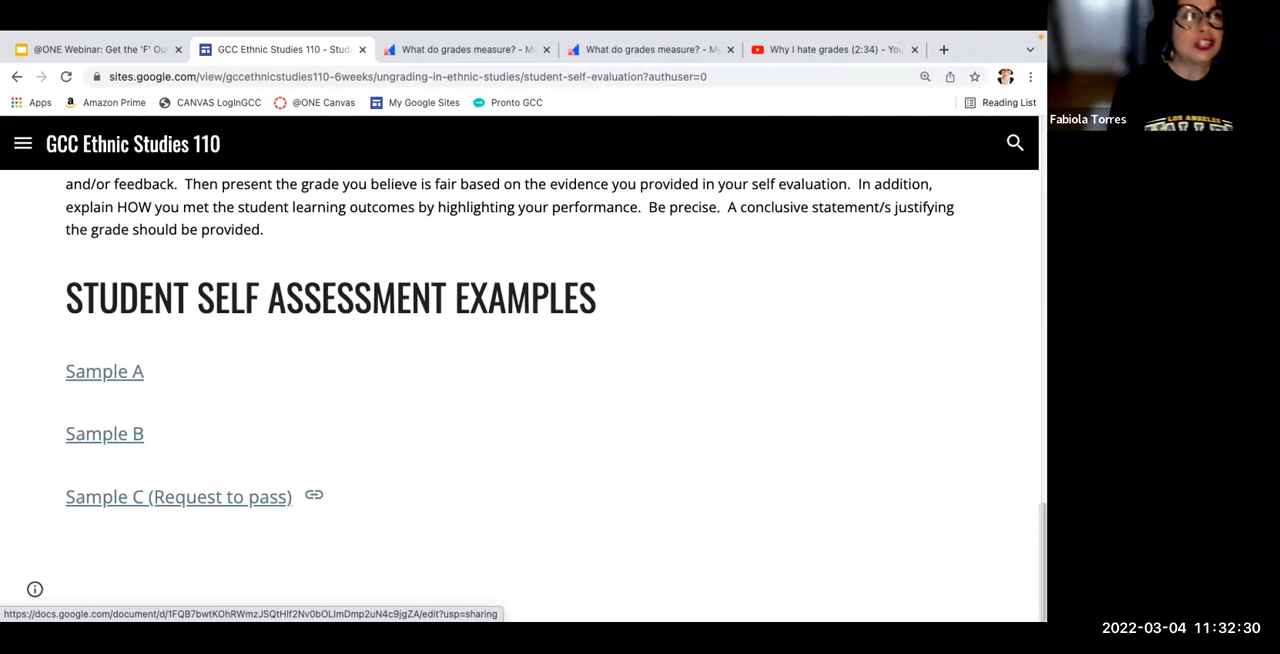 @ONE Webinar: Get the 'F' Ou
GCC Ethnic Studies 110 - Stud
What do grades measure? - M
What do grades measure? - M
Why I hate grades (2:34) - You
sites.google.com/view/gccethnicstudies110-6weeks/ungrading-in-ethnic-studies/student-self-evaluation?authuser=0
Apps Amazon Prime CANVAS LogInGCC @ONE Canvas My Google Sites Pronto GCC Reading List
Fabiola Torres
LOS ANGELES
GCC Ethnic Studies 110
and/or feedback. Then present the grade you believe is fair based on the evidence you provided in your self evaluation. In addition,
explain HOW you met the student learning outcomes by highlighting your performance. Be precise. A conclusive statement/s justifying
the grade should be provided.
STUDENT SELF ASSESSMENT EXAMPLES
Sample A
Sample B
Sample C (Request to pass)
2022-03-04 11:32:30